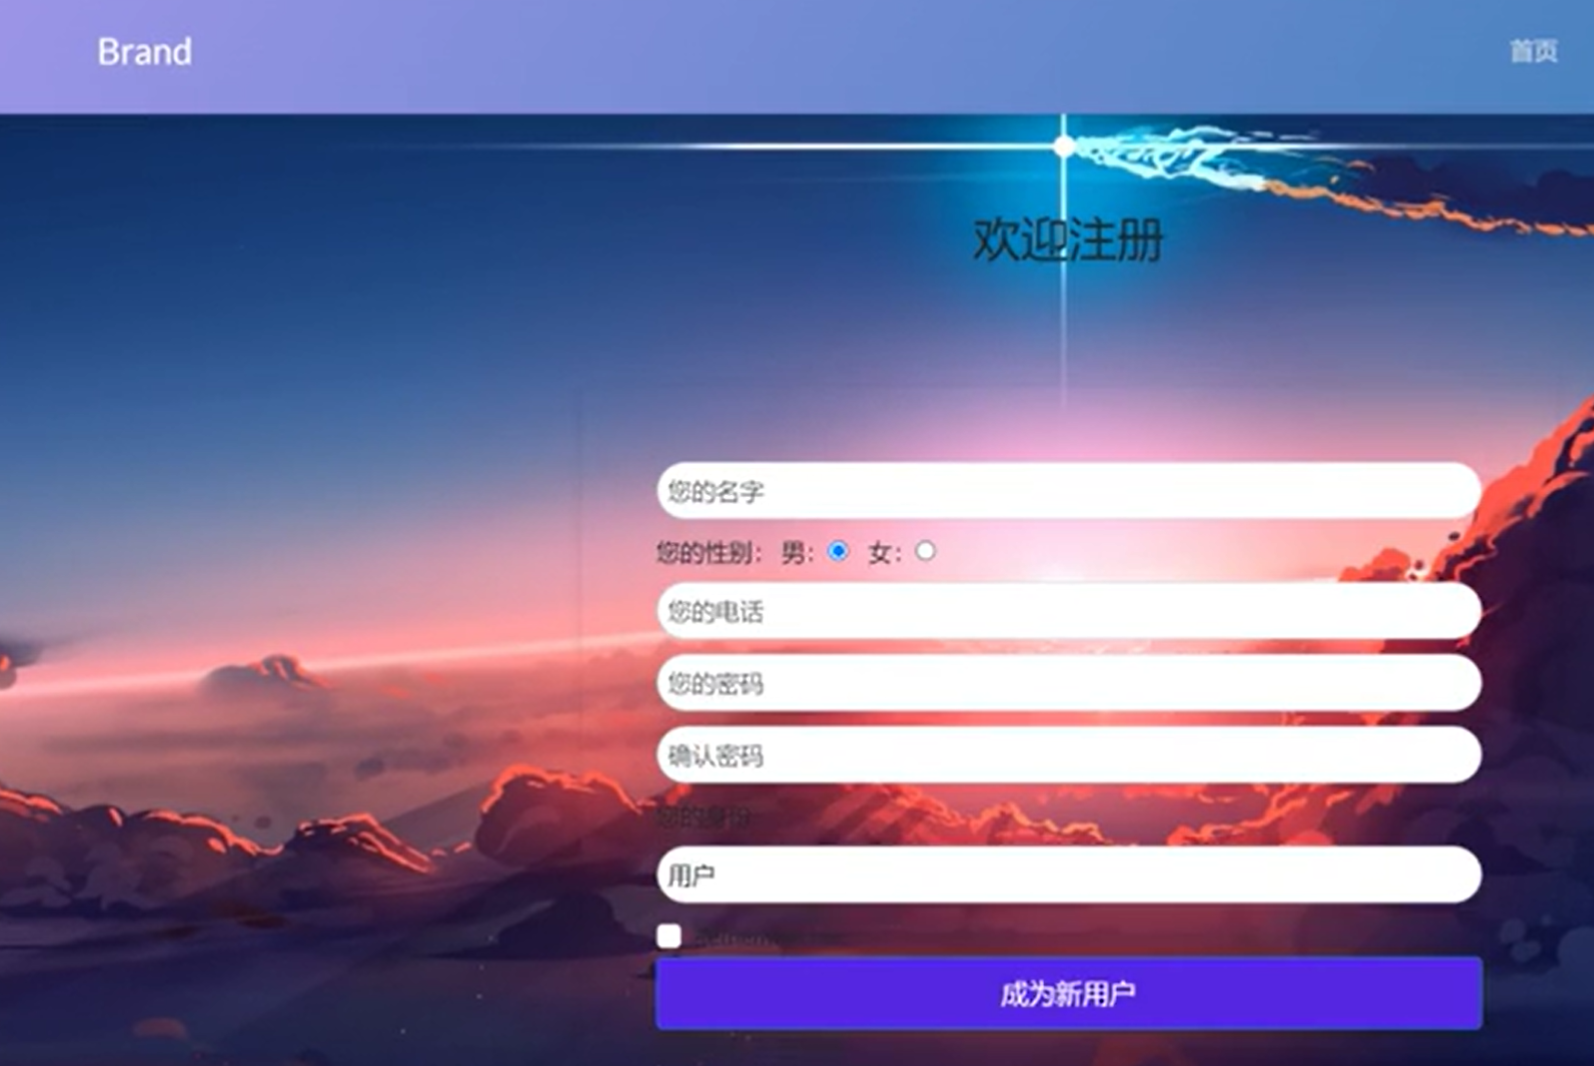 Brand
首页
欢迎注册
您的名字
您的性别： 男： 女：
您的电话
您的密码
确认密码
您的身份
用户
成为新用户